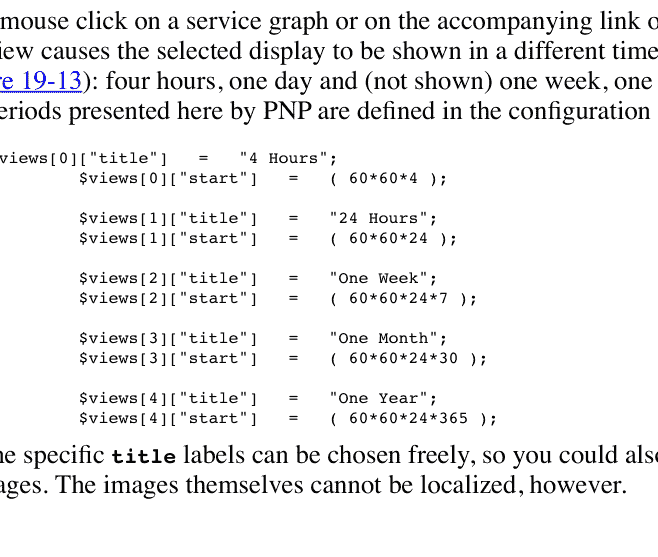 mouse click on a service graph or on the accompanying link o
iew causes the selected display to be shown in a different time
re 19-13): four hours, one day and (not shown) one week, one
eriods presented here by PNP are defined in the configuration
views[0]["title"] = "4 Hours";
$views[0]["start"] = ( 60*60*4 );
$views[1]["title"] = "24 Hours";
$views[1]["start"] = ( 60*60*24 );
$views[2]["title"] = "One Week";
$views[2]["start"] = ( 60*60*24*7 );
$views[3]["title"] = "One Month";
$views[3]["start"] = ( 60*60*24*30 );
$views[4]["title"] = "One Year";
$views[4]["start"] = ( 60*60*24*365 );
ne specific title labels can be chosen freely, so you could also
ages. The images themselves cannot be localized, however.